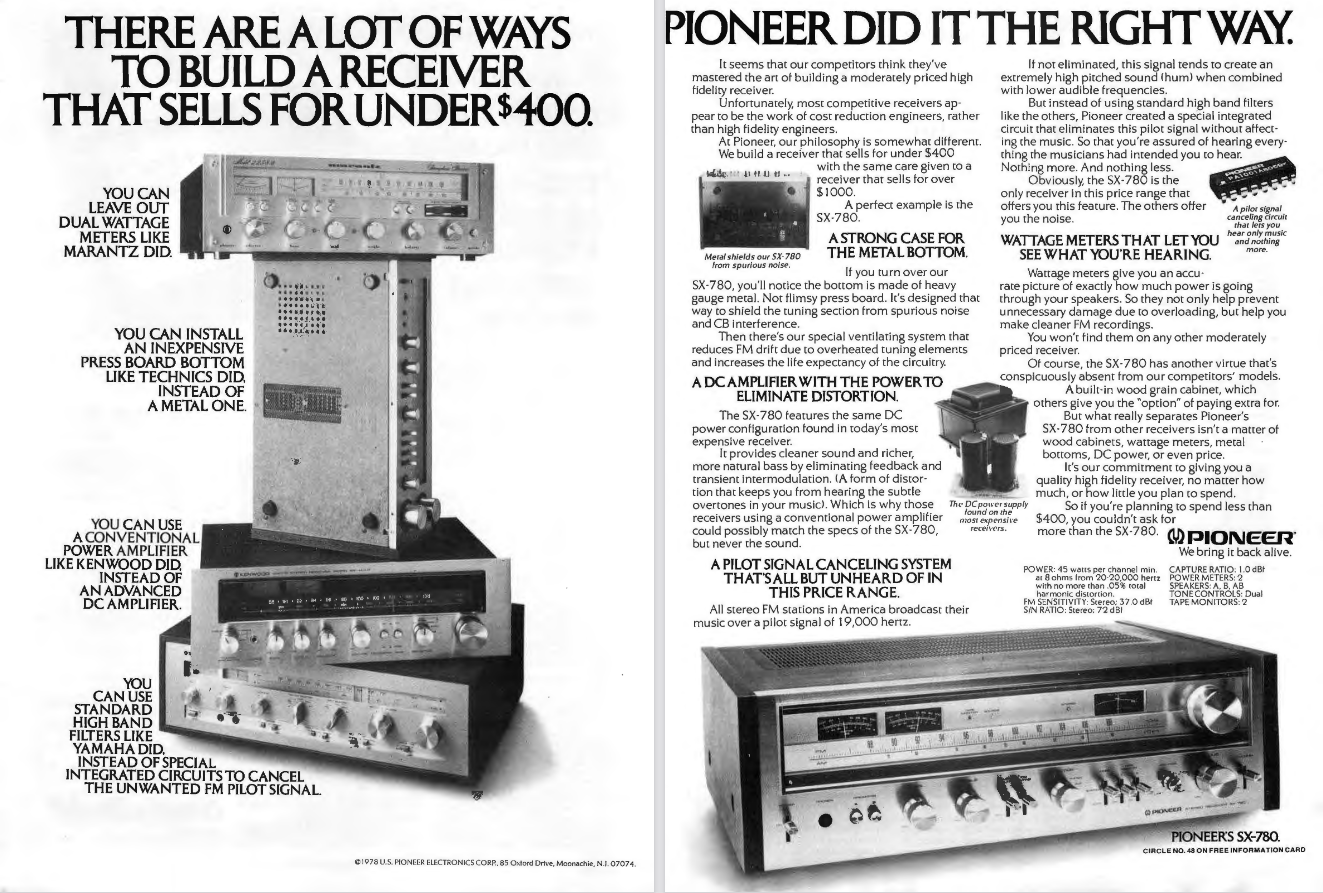 THERE ARE A LOT OF WAYS
TO BUILD A RECEIVER
THAT SELLS FOR UNDER $400.
YOU CAN
LEAVE OUT
DUAL WATTAGE
METERS LIKE
MARANTZ DID.
YOU CAN INSTALL
AN INEXPENSIVE
PRESS BOARD BOTTOM
LIKE TECHNICS DID,
INSTEAD OF
A METAL ONE.
YOU CAN USE
A CONVENTIONAL
POWER AMPLIFIER
LIKE KENWOOD DID,
INSTEAD OF
AN ADVANCED
DC AMPLIFIER.
YOU
CAN USE
STANDARD
HIGH BAND
FILTERS LIKE
YAMAHA DID,
INSTEAD OF SPECIAL
INTEGRATED CIRCUITS TO CANCEL
THE UNWANTED FM PILOT SIGNAL.
marantz
KENWOOD
©1978 U.S. PIONEER ELECTRONICS CORP., 85 Oxford Drive, Moonachie, N.J. 07074.
PIONEER DID IT THE RIGHT WAY.
It seems that our competitors think they've
mastered the art of building a moderately priced high
fidelity receiver.
Unfortunately, most competitive receivers ap-
pear to be the work of cost reduction engineers, rather
than high fidelity engineers.
At Pioneer, our philosophy is somewhat different.
We build a receiver that sells for under $400
with the same care given to a
receiver that sells for over
$1000.
A perfect example is the
SX-780.
Metal shields our SX-780
from spurious noise.
A STRONG CASE FOR
THE METAL BOTTOM.
If you turn over our
SX-780, you'll notice the bottom is made of heavy
gauge metal. Not flimsy press board. It's designed that
way to shield the tuning section from spurious noise
and CB interference.
Then there's our special ventilating system that
reduces FM drift due to overheated tuning elements
and increases the life expectancy of the circuitry.
A DC AMPLIFIER WITH THE POWER TO
ELIMINATE DISTORTION.
The SX-780 features the same DC
power configuration found in today's most
expensive receiver.
It provides cleaner sound and richer,
more natural bass by eliminating feedback and
transient intermodulation. (A form of distor-
tion that keeps you from hearing the subtle
overtones in your music). Which is why those
receivers using a conventional power amplifier
could possibly match the specs of the SX-780,
but never the sound.
A PILOT SIGNAL CANCELING SYSTEM
THAT'S ALL BUT UNHEARD OF IN
THIS PRICE RANGE.
All stereo FM stations in America broadcast their
music over a pilot signal of 19,000 hertz.
If not eliminated, this signal tends to create an
extremely high pitched sound (hum) when combined
with lower audible frequencies.
But instead of using standard high band filters
like the others, Pioneer created a special integrated
circuit that eliminates this pilot signal without affect-
ing the music. So that you're assured of hearing every-
thing the musicians had intended you to hear.
Nothing more. And nothing less.
Obviously, the SX-780 is the
only receiver in this price range that
offers you this feature. The others offer
you the noise.
PIONEER
A pilot signal
canceling circuit
that lets you
hear only music
and nothing
more.
WATTAGE METERS THAT LET YOU
SEE WHAT YOU'RE HEARING.
Wattage meters give you an accu-
rate picture of exactly how much power is going
through your speakers. So they not only help prevent
unnecessary damage due to overloading, but help you
make cleaner FM recordings.
You won't find them on any other moderately
priced receiver.
Of course, the SX-780 has another virtue that's
conspicuously absent from our competitors' models.
A built-in wood grain cabinet, which
others give you the "option" of paying extra for.
But what really separates Pioneer's
SX-780 from other receivers isn't a matter of
wood cabinets, wattage meters, metal
bottoms, DC power, or even price.
It's our commitment to giving you a
quality high fidelity receiver, no matter how
much, or how little you plan to spend.
So if you're planning to spend less than
$400, you couldn't ask for
more than the SX-780.
The DC power supply
found on the
most expensive
receivers.
PIONEER®
We bring it back alive.
POWER: 45 watts per channel min.
at 8 ohms from 20-20,000 hertz
with no more than .05% total
harmonic distortion.
FM SENSITIVITY: Stereo: 37.0 dBf
S/N RATIO: Stereo: 72 dBf
CAPTURE RATIO: 1.0 dBf
POWER METERS: 2
SPEAKERS: A, B, AB
TONE CONTROLS: Dual
TAPE MONITORS: 2
PIONEER
PIONEER'S SX-780.
CIRCLE NO. 48 ON FREE INFORMATION CARD